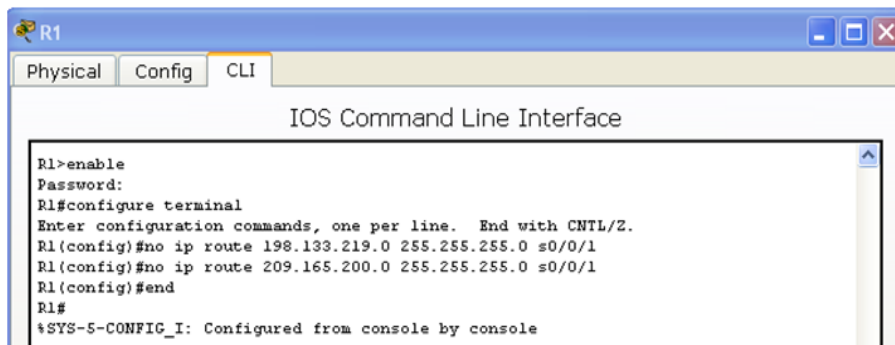 R1
Physical Config CLI
IOS Command Line Interface
R1>enable
Password:
R1#configure terminal
Enter configuration commands, one per line.  End with CNTL/Z.
R1(config)#no ip route 198.133.219.0 255.255.255.0 s0/0/1
R1(config)#no ip route 209.165.200.0 255.255.255.0 s0/0/1
R1(config)#end
R1#
%SYS-5-CONFIG_I: Configured from console by console